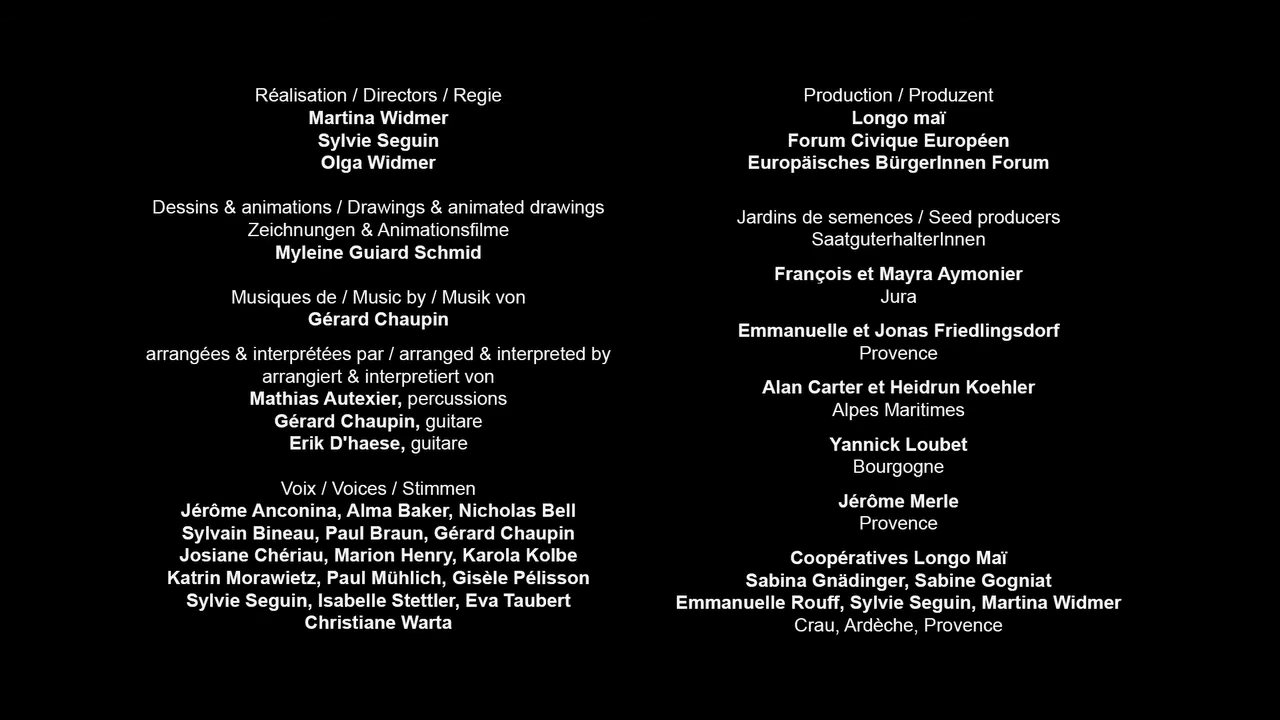 Réalisation / Directors / Regie
Martina Widmer
Sylvie Seguin
Olga Widmer
Dessins & animations / Drawings & animated drawings
Zeichnungen & Animationsfilme
Myleine Guiard Schmid
Musiques de / Music by / Musik von
Gérard Chaupin
arrangées & interprétées par / arranged & interpreted by
arrangiert & interpretiert von
Mathias Autexier, percussions
Gérard Chaupin, guitare
Erik D'haese, guitare
Voix / Voices / Stimmen
Jérôme Anconina, Alma Baker, Nicholas Bell
Sylvain Bineau, Paul Braun, Gérard Chaupin
Josiane Chériau, Marion Henry, Karola Kolbe
Katrin Morawietz, Paul Mühlich, Gisèle Pélisson
Sylvie Seguin, Isabelle Stettler, Eva Taubert
Christiane Warta
Production / Produzent
Longo maï
Forum Civique Européen
Europäisches BürgerInnen Forum
Jardins de semences / Seed producers
SaatguterhalterInnen
François et Mayra Aymonier
Jura
Emmanuelle et Jonas Friedlingsdorf
Provence
Alan Carter et Heidrun Koehler
Alpes Maritimes
Yannick Loubet
Bourgogne
Jérôme Merle
Provence
Coopératives Longo Maï
Sabina Gnädinger, Sabine Gogniat
Emmanuelle Rouff, Sylvie Seguin, Martina Widmer
Crau, Ardèche, Provence